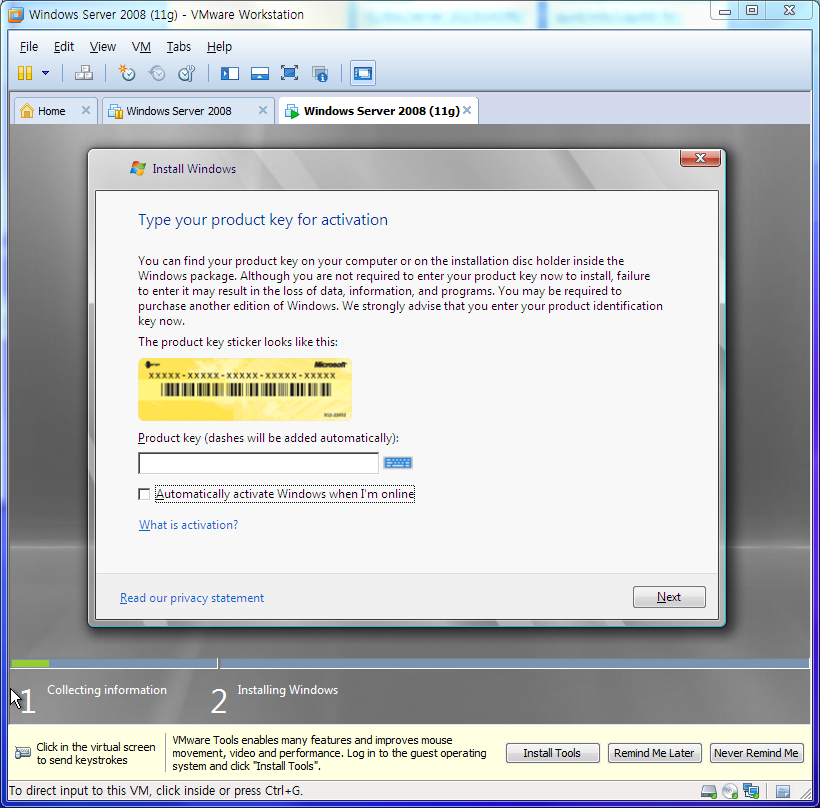 Windows Server 2008 (11g) - VMware Workstation
File Edit View VM Tabs Help
Home Windows Server 2008 Windows Server 2008 (11g)
Install Windows
Type your product key for activation
You can find your product key on your computer or on the installation disc holder inside the
Windows package. Although you are not required to enter your product key now to install, failure
to enter it may result in the loss of data, information, and programs. You may be required to
purchase another edition of Windows. We strongly advise that you enter your product identification
key now.
The product key sticker looks like this:
Microsoft
XXXXX-XXXXX-XXXXX-XXXXX-XXXXX
Product key (dashes will be added automatically):
Automatically activate Windows when I'm online
What is activation?
Read our privacy statement
Next
1 Collecting information
2 Installing Windows
Click in the virtual screen
to send keystrokes
VMware Tools enables many features and improves mouse
movement, video and performance. Log in to the guest operating
system and click "Install Tools".
Install Tools
Remind Me Later
Never Remind Me
To direct input to this VM, click inside or press Ctrl+G.